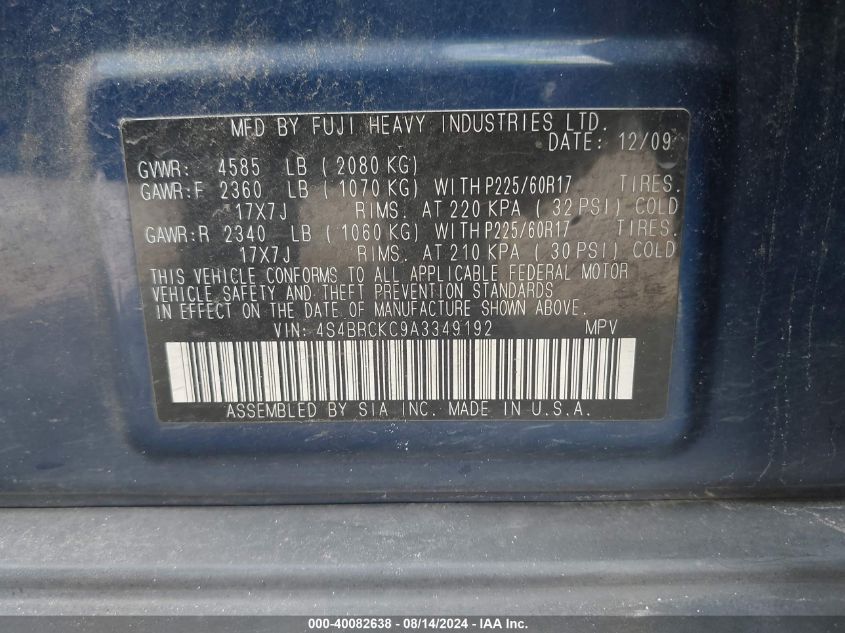 MFD BY FUJI HEAVY INDUSTRIES LTD.
DATE: 12/09
GVWR: 4585 LB ( 2080 KG)
GAWR:F 2360 LB ( 1070 KG) WITH P225/60R17 TIRES.
17X7J RIMS. AT 220 KPA ( 32 PSI) COLD
GAWR:R 2340 LB ( 1060 KG) WITH P225/60R17 TIRES.
17X7J RIMS. AT 210 KPA ( 30 PSI) COLD
THIS VEHICLE CONFORMS TO ALL APPLICABLE FEDERAL MOTOR
VEHICLE SAFETY AND THEFT PREVENTION STANDARDS
IN EFFECT ON THE DATE OF MANUFACTURE SHOWN ABOVE.
VIN: 4S4BRCKC9A3349192 MPV
ASSEMBLED BY SIA INC. MADE IN U.S.A.
000-40082638 - 08/14/2024 - IAA Inc.